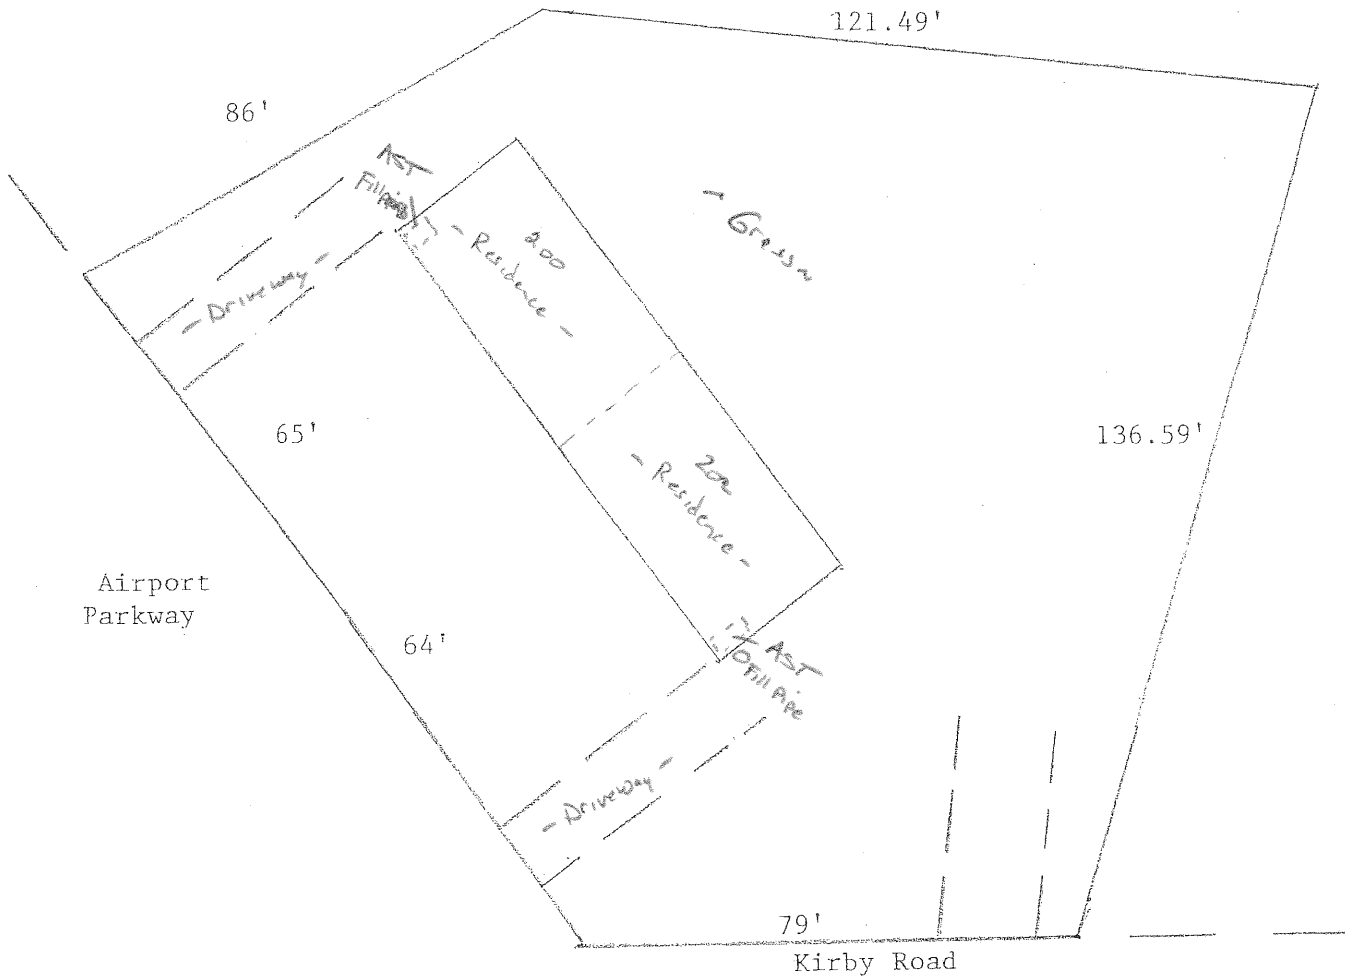 121.49'
86'
AST
Fill pipe
- Driveway -
200
- Residence -
- Grass -
65'
136.59'
202
- Residence -
Airport
Parkway
64'
AST
Fill Pipe
- Driveway -
79'
Kirby Road